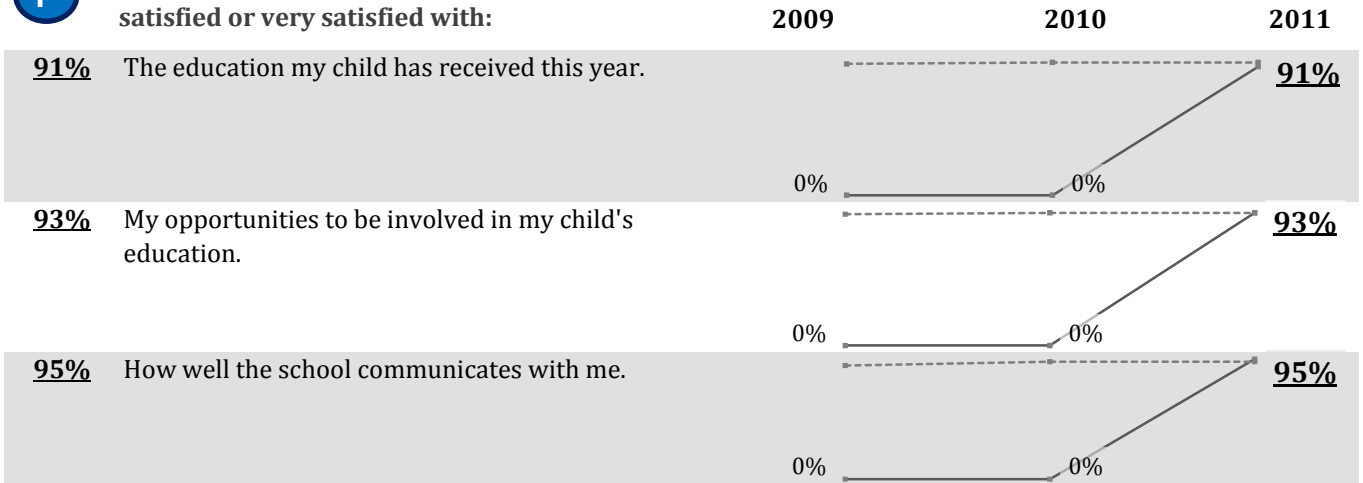 satisfied or very satisfied with: 2009 2010 2011
91% The education my child has received this year. 91%
0% 0%
93% My opportunities to be involved in my child's 93%
education.
0% 0%
95% How well the school communicates with me. 95%
0% 0%